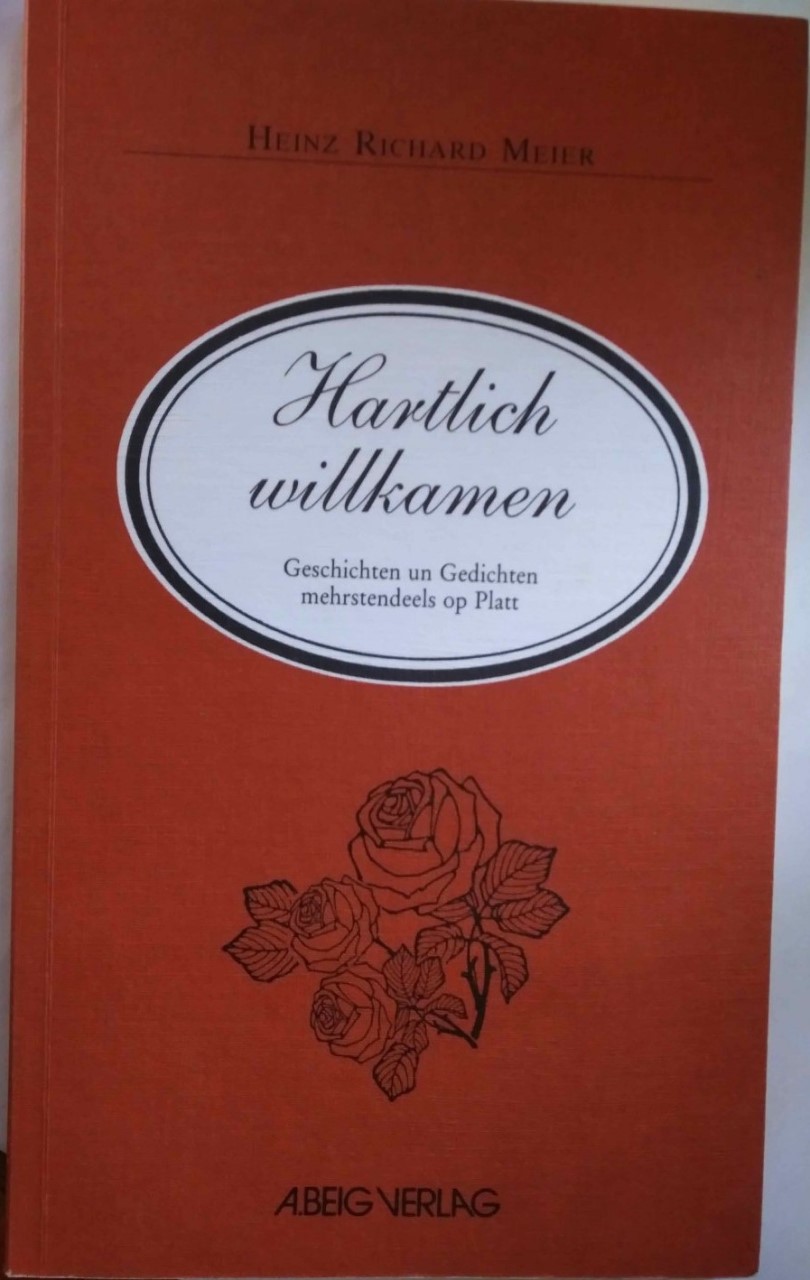 HEINZ RICHARD MEIER
Hartlich
willkamen
Geschichten un Gedichten
mehrstendeels op Platt
A.BEIG VERLAG